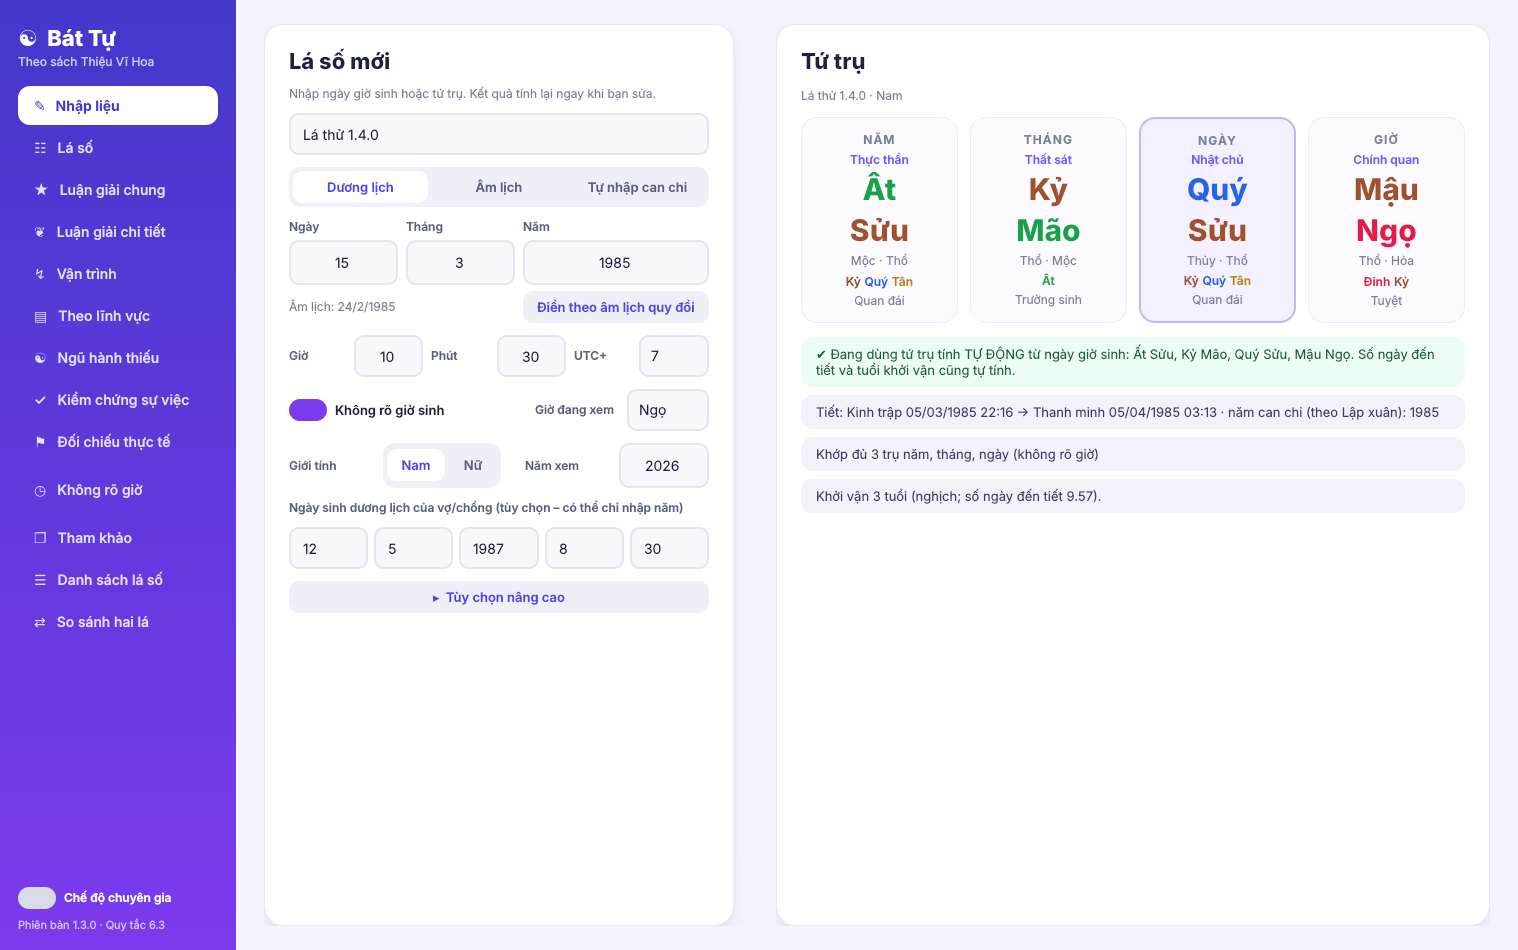 ☯ Bát Tự
Theo sách Thiệu Vĩ Hoa
✎ Nhập liệu
☷ Lá số
★ Luận giải chung
❦ Luận giải chi tiết
↯ Vận trình
▤ Theo lĩnh vực
☯ Ngũ hành thiếu
✓ Kiểm chứng sự việc
⚑ Đối chiếu thực tế
◷ Không rõ giờ
❐ Tham khảo
☰ Danh sách lá số
⇄ So sánh hai lá
Chế độ chuyên gia
Phiên bản 1.3.0 · Quy tắc 6.3
Lá số mới
Nhập ngày giờ sinh hoặc tứ trụ. Kết quả tính lại ngay khi bạn sửa.
Lá thử 1.4.0
Dương lịch Âm lịch Tự nhập can chi
Ngày Tháng Năm
15 3 1985
Âm lịch: 24/2/1985 Điền theo âm lịch quy đổi
Giờ 10 Phút 30 UTC+ 7
Không rõ giờ sinh Giờ đang xem Ngọ
Giới tính Nam Nữ Năm xem 2026
Ngày sinh dương lịch của vợ/chồng (tùy chọn – có thể chỉ nhập năm)
12 5 1987 8 30
▸ Tùy chọn nâng cao
Tứ trụ
Lá thử 1.4.0 · Nam
NĂM THÁNG NGÀY GIỜ
Thực thần Thất sát Nhật chủ Chính quan
Ất Kỷ Quý Mậu
Sửu Mão Sửu Ngọ
Mộc · Thổ Thổ · Mộc Thủy · Thổ Thổ · Hỏa
Kỷ Quý Tân Ất Kỷ Quý Tân Đinh Kỷ
Quan đái Trường sinh Quan đái Tuyệt
✔ Đang dùng tứ trụ tính TỰ ĐỘNG từ ngày giờ sinh: Ất Sửu, Kỷ Mão, Quý Sửu, Mậu Ngọ. Số ngày đến
tiết và tuổi khởi vận cũng tự tính.
Tiết: Kinh trập 05/03/1985 22:16 → Thanh minh 05/04/1985 03:13 · năm can chi (theo Lập xuân): 1985
Khớp đủ 3 trụ năm, tháng, ngày (không rõ giờ)
Khởi vận 3 tuổi (nghịch; số ngày đến tiết 9.57).